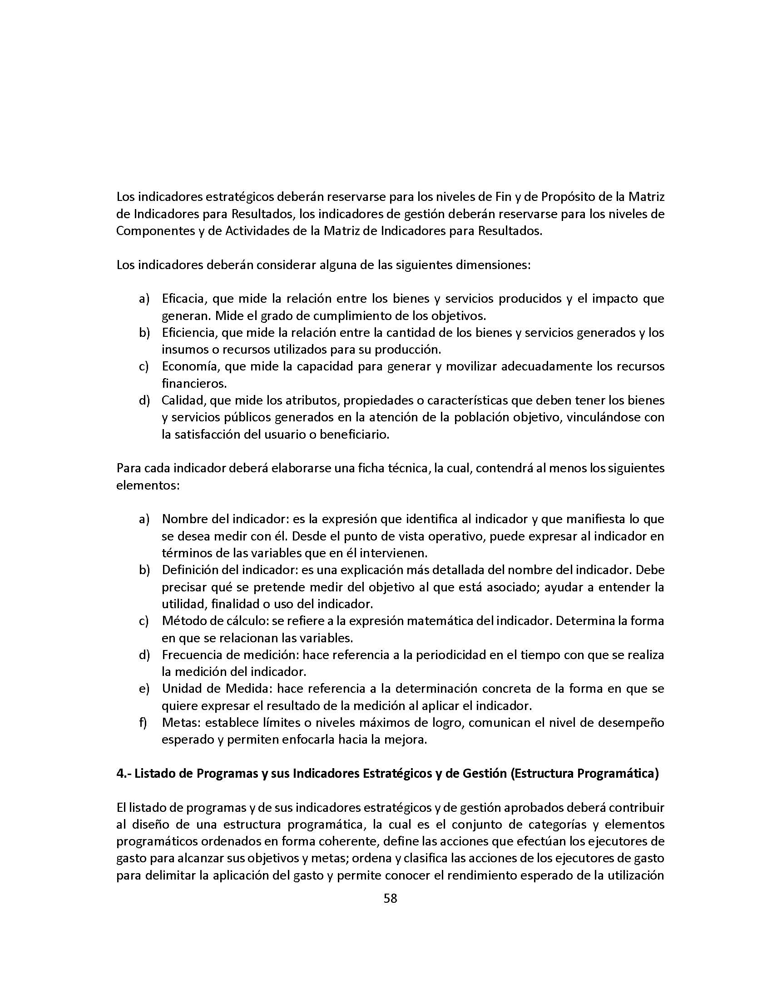 Los indicadores estratégicos deberán reservarse para los niveles de Fin y de Propósito de la Matriz
de Indicadores para Resultados, los indicadores de gestión deberán reservarse para los niveles de
Componentes y de Actividades de la Matriz de Indicadores para Resultados.
Los indicadores deberán considerar alguna de las siguientes dimensiones:
a) Eficacia, que mide la relación entre los bienes y servicios producidos y el impacto que
generan. Mide el grado de cumplimiento de los objetivos.
b) Eficiencia, que mide la relación entre la cantidad de los bienes y servicios generados y los
insumos o recursos utilizados para su producción.
c) Economía, que mide la capacidad para generar y movilizar adecuadamente los recursos
financieros.
d) Calidad, que mide los atributos, propiedades o características que deben tener los bienes
y servicios públicos generados en la atención de la población objetivo, vinculándose con
la satisfacción del usuario o beneficiario.
Para cada indicador deberá elaborarse una ficha técnica, la cual, contendrá al menos los siguientes
elementos:
a) Nombre del indicador: es la expresión que identifica al indicador y que manifiesta lo que
se desea medir con él. Desde el punto de vista operativo, puede expresar al indicador en
términos de las variables que en él intervienen.
b) Definición del indicador: es una explicación más detallada del nombre del indicador. Debe
precisar qué se pretende medir del objetivo al que está asociado; ayudar a entender la
utilidad, finalidad o uso del indicador.
c) Método de cálculo: se refiere a la expresión matemática del indicador. Determina la forma
en que se relacionan las variables.
d) Frecuencia de medición: hace referencia a la periodicidad en el tiempo con que se realiza
la medición del indicador.
e) Unidad de Medida: hace referencia a la determinación concreta de la forma en que se
quiere expresar el resultado de la medición al aplicar el indicador.
f) Metas: establece límites o niveles máximos de logro, comunican el nivel de desempeño
esperado y permiten enfocarla hacia la mejora.
4.- Listado de Programas y sus Indicadores Estratégicos y de Gestión (Estructura Programática)
El listado de programas y de sus indicadores estratégicos y de gestión aprobados deberá contribuir
al diseño de una estructura programática, la cual es el conjunto de categorías y elementos
programáticos ordenados en forma coherente, define las acciones que efectúan los ejecutores de
gasto para alcanzar sus objetivos y metas; ordena y clasifica las acciones de los ejecutores de gasto
para delimitar la aplicación del gasto y permite conocer el rendimiento esperado de la utilización
58